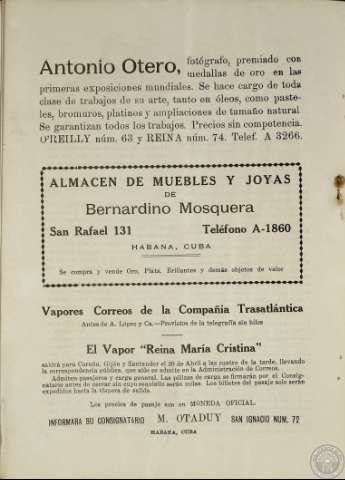 Antonio Otero, fotógrafo, premiado con
medallas de oro en las
primeras exposiciones mundiales. Se hace cargo de toda
clase de trabajos de su arte, tanto en óleos, como paste-
les, bromuros, platinos y ampliaciones de tamaño natural
Se garantizan todos los trabajos. Precios sin competencia.
O'REILLY núm. 63 y REINA núm. 74. Telef. A 3266.
ALMACEN DE MUEBLES Y JOYAS
DE
Bernardino Mosquera
San Rafael 131 Teléfono A-1860
HABANA, CUBA
Se compra y vende Oro, Plata, Brillantes y demás objetos de valor
Vapores Correos de la Compañía Trasatlántica
Antes de A. López y Ca.—Provistos de la telegrafía sin hilos
El Vapor "Reina María Cristina"
saldrá para Coruña, Gijón y Santander el 20 de Abril a las cuatro de la tarde, llevando
la correspondencia pública, que sólo se admite en la Administración de Correos.
Admiten pasajeros y carga general. Las pólizas de carga se firmarán por el Consig-
natario antes de correr sin cuyo requisito serán nulas. Los billetes del pasaje solo serán
expedidos hasta la víspera de salida.
Los precios de pasaje son en MONEDA OFICIAL.
INFORMARA SU CONSIGNATARIO M. OTADUY SAN IGNACIO NUM. 72
HABANA, CUBA